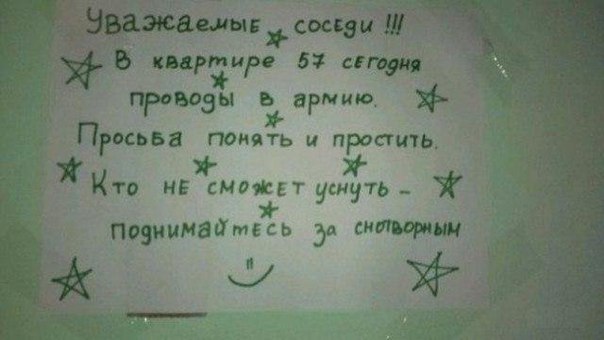 Уважаемые соседи !!!
В квартире 57 сегодня
проводы в армию.
Просьба понять и простить.
Кто не сможет уснуть –
поднимайтесь за снотворным